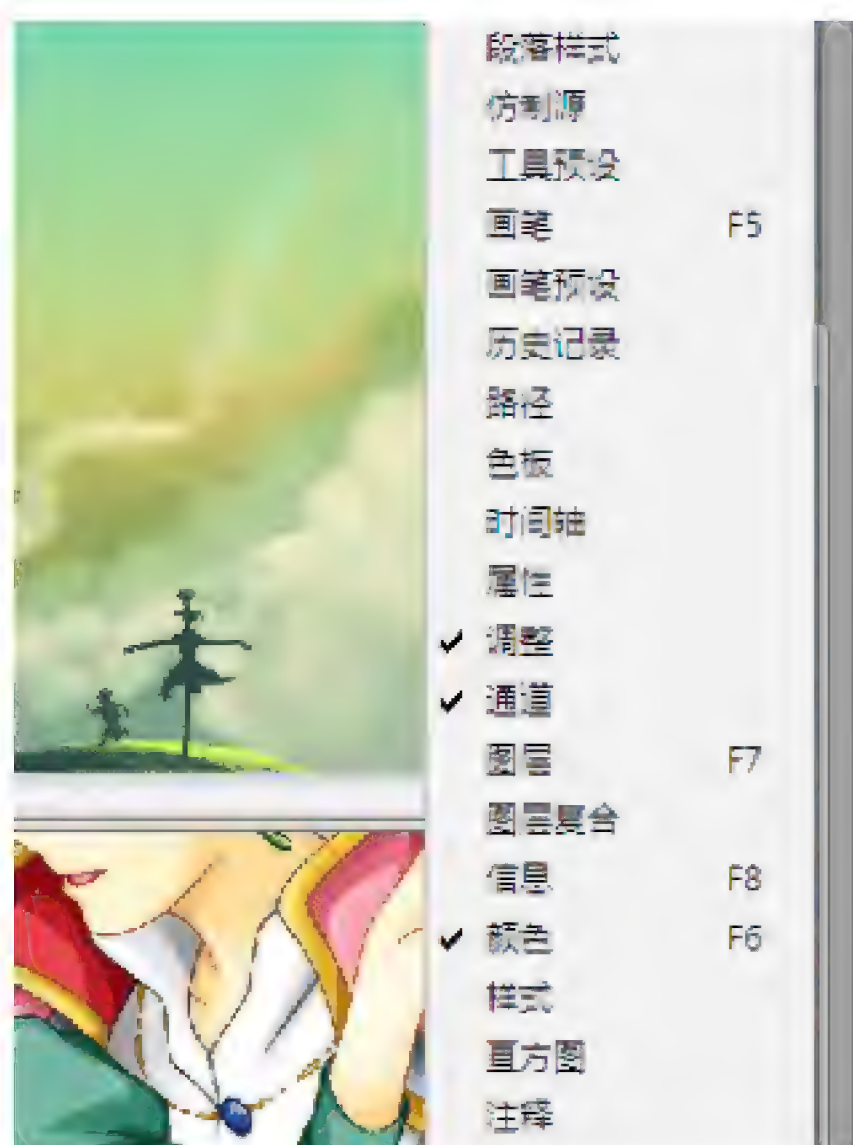 段落样式
仿制源
工具预设
画笔 F5
画笔预设
历史记录
路径
色板
时间轴
属性
调整
通道
图层 F7
图层复合
信息 F8
颜色 F6
样式
直方图
注释